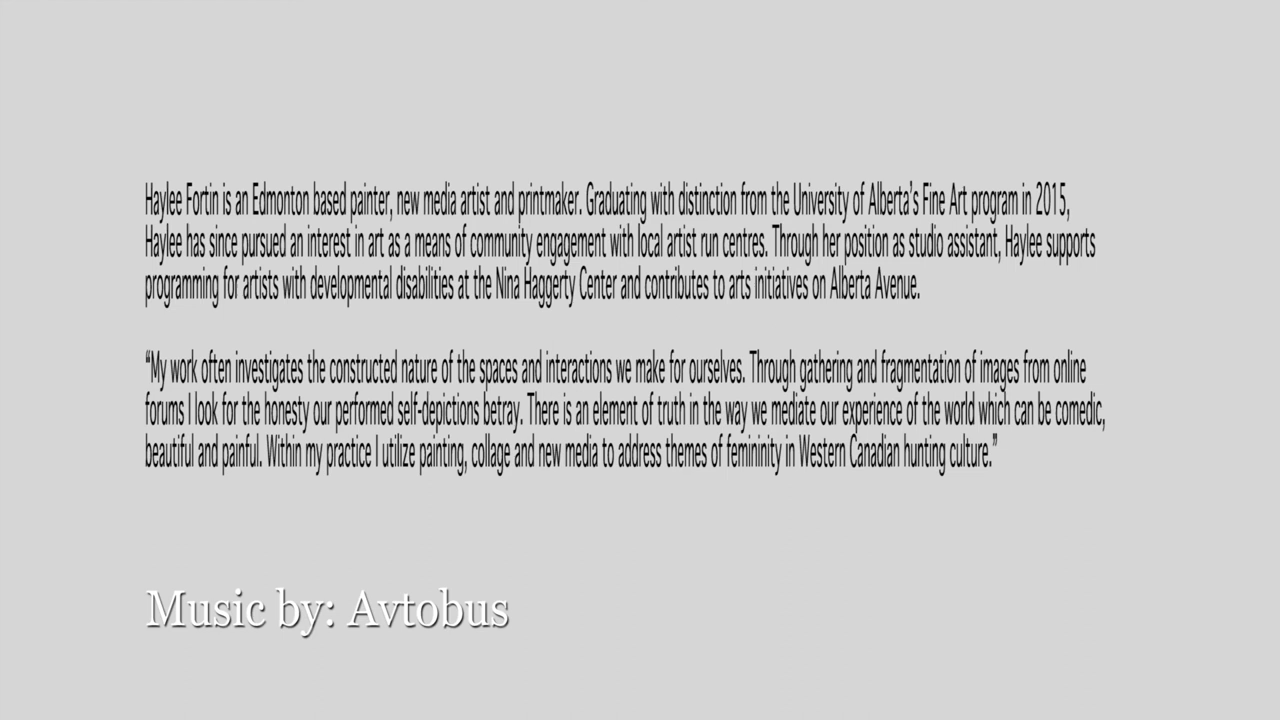 Haylee Fortin is an Edmonton based painter, new media artist and printmaker. Graduating with distinction from the University of Alberta's Fine Art program in 2015,
Haylee has since pursued an interest in art as a means of community engagement with local artist run centres. Through her position as studio assistant, Haylee supports
programming for artists with developmental disabilities at the Nina Haggerty Center and contributes to arts initiatives on Alberta Avenue.
“My work often investigates the constructed nature of the spaces and interactions we make for ourselves. Through gathering and fragmentation of images from online
forums I look for the honesty our performed self-depictions betray. There is an element of truth in the way we mediate our experience of the world which can be comedic,
beautiful and painful. Within my practice I utilize painting, collage and new media to address themes of femininity in Western Canadian hunting culture.”
Music by: Avtobus